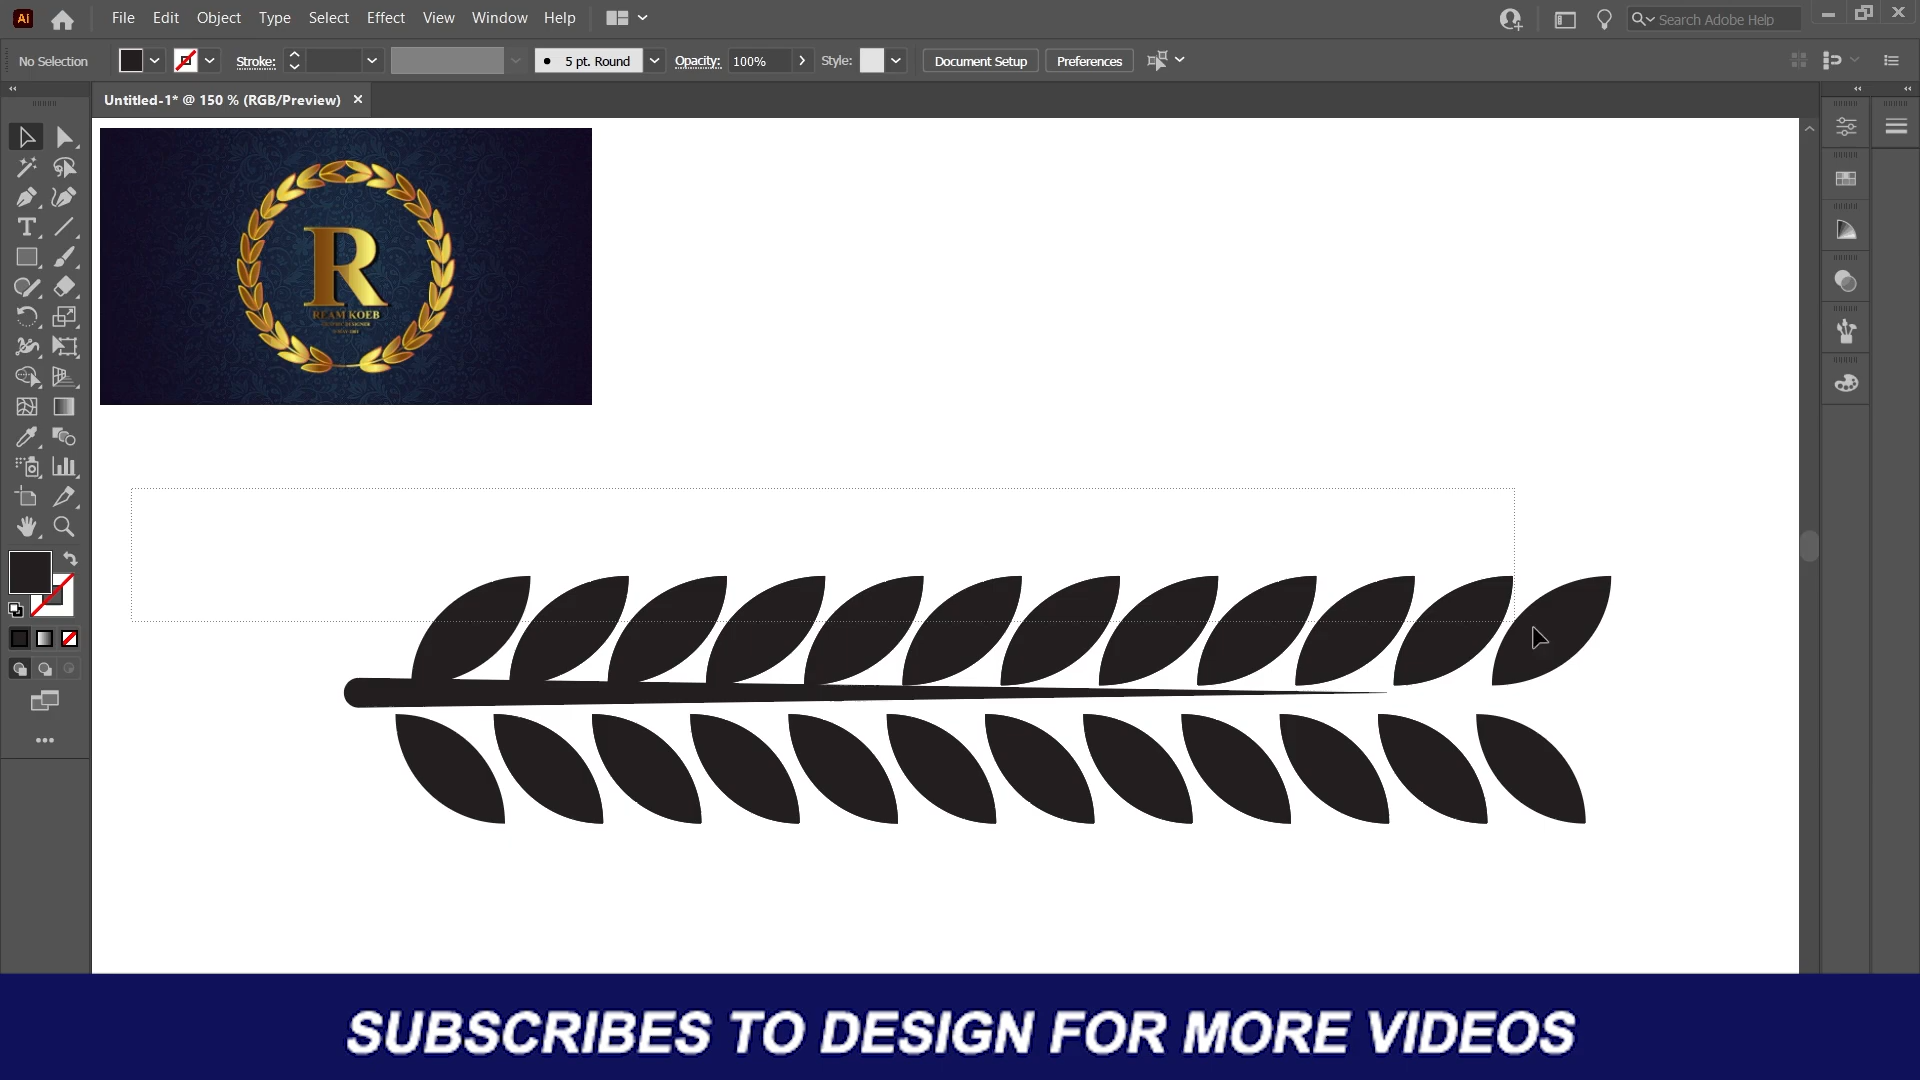 Ai File Edit Object Type Select Effect View Window Help Search Adobe Help
No Selection Stroke: 5 pt. Round Opacity: 100% Style: Document Setup Preferences
Untitled-1* @ 150 % (RGB/Preview)
R
REAM KOEB
SUBSCRIBES TO DESIGN FOR MORE VIDEOS